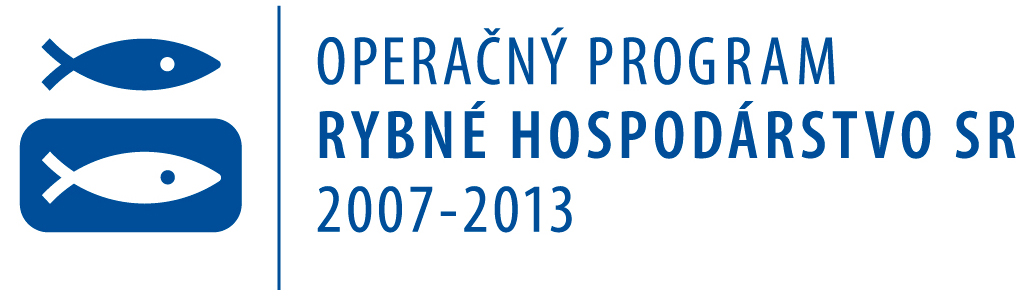 OPERAČNÝ PROGRAM
RYBNÉ HOSPODÁRSTVO SR
2007-2013